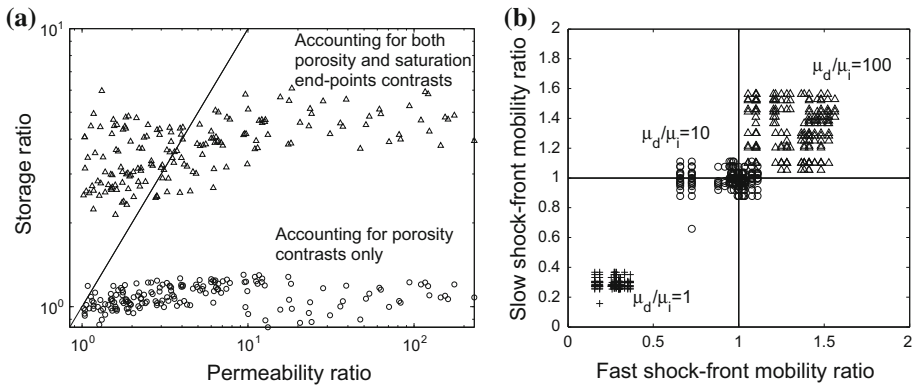 (a)
10¹
Accounting for both
porosity and saturation
end-points contrasts
Storage ratio
Accounting for porosity
contrasts only
10⁰
10⁰ 10¹ 10²
Permeability ratio
(b)
2
1.8
1.6
1.4
1.2
1
0.8
0.6
0.4
0.2
0
Slow shock-front mobility ratio
μd/μi=100
μd/μi=10
μd/μi=1
0 0.5 1 1.5 2
Fast shock-front mobility ratio